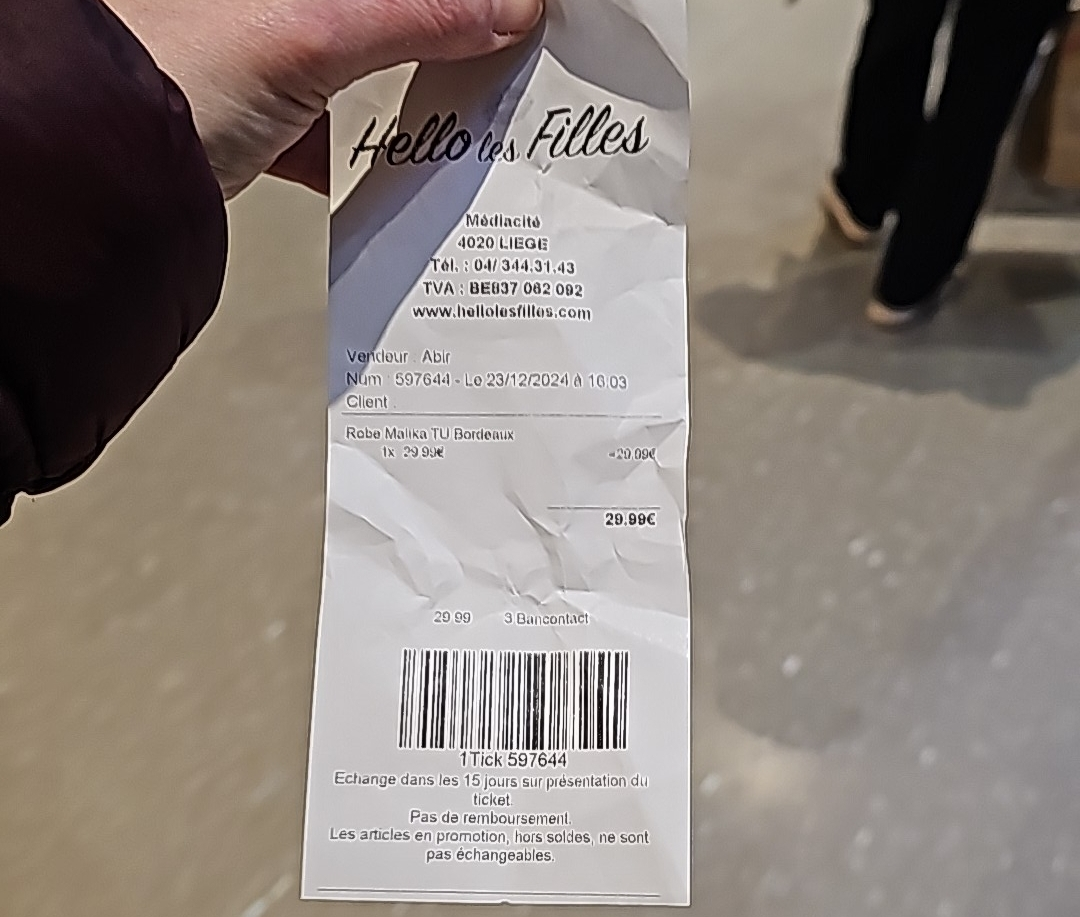 Hello les Filles
Médiacité
4020 LIEGE
Tél. : 04/ 344.31.43
TVA : BE837 062 092
www.hellolesfilles.com
Vendeur : Abir
Num : 597644 - Le 23/12/2024 à 16:03
Client :
Robe Malika TU Bordeaux
1x 29.99€
29.99€
29.99 3 Bancontact
1Tick 597644
Echange dans les 15 jours sur présentation du
ticket.
Pas de remboursement.
Les articles en promotion, hors soldes, ne sont
pas échangeables.